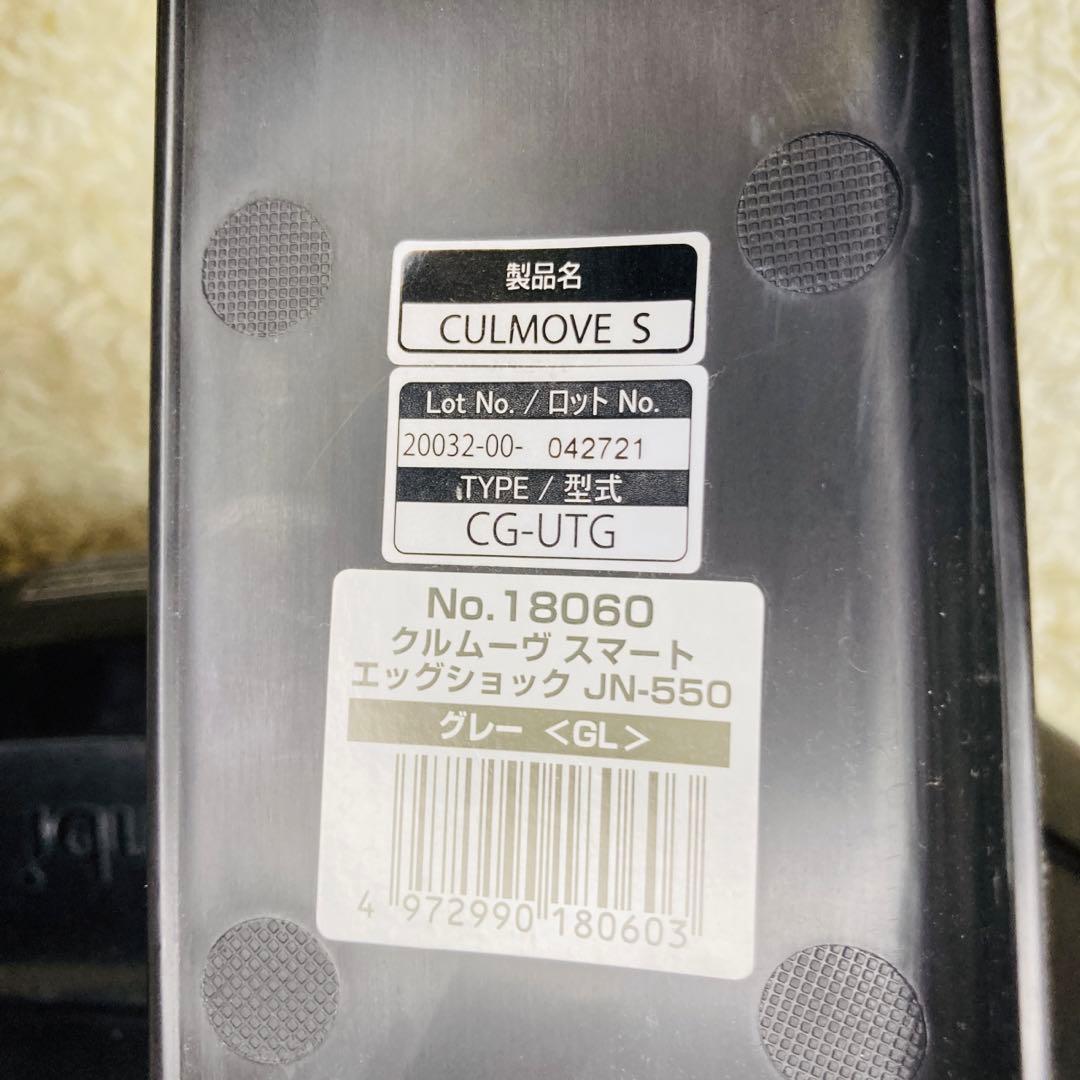 製品名
CULMOVE S
Lot No. / ロット No.
20032-00- 042721
TYPE / 型式
CG-UTG
No.18060
クルムーヴ スマート
エッグショック JN-550
グレー <GL>
4 972990 180603